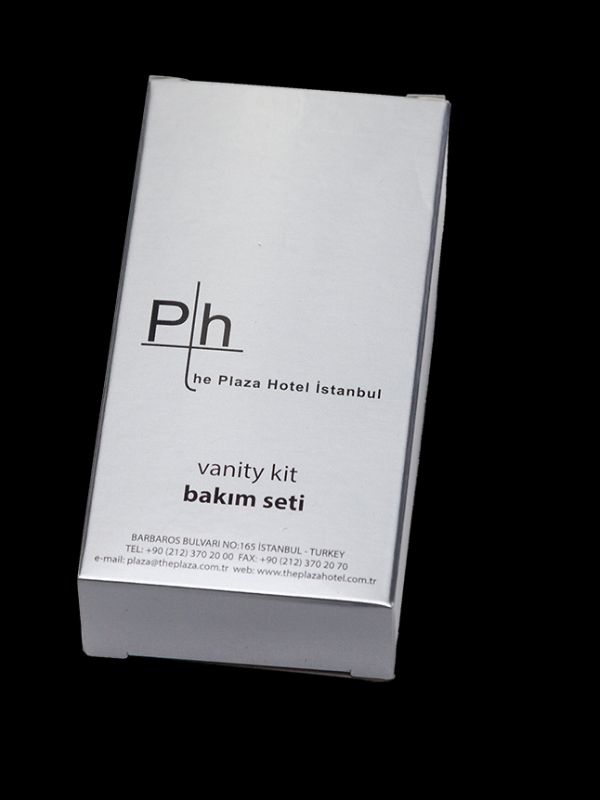 Ph
the Plaza Hotel İstanbul
vanity kit
bakım seti
BARBAROS BULVARI NO:165 İSTANBUL - TURKEY
TEL: +90 (212) 370 20 00 FAX: +90 (212) 370 20 70
e-mail: plaza@theplaza.com.tr web: www.theplazahotel.com.tr